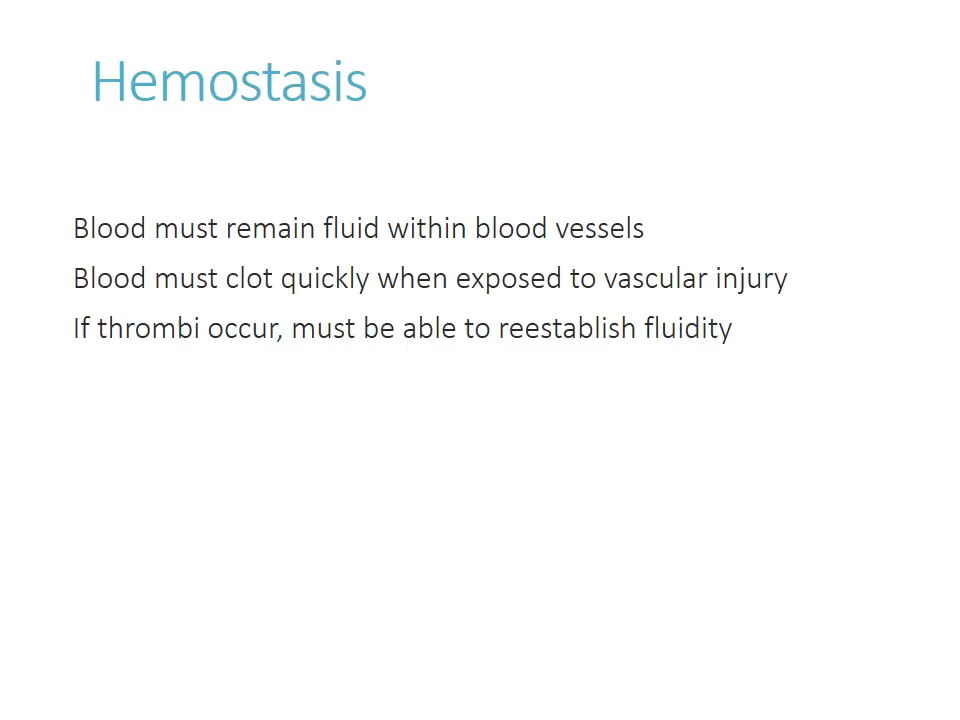 Hemostasis
Blood must remain fluid within blood vessels
Blood must clot quickly when exposed to vascular injury
If thrombi occur, must be able to reestablish fluidity